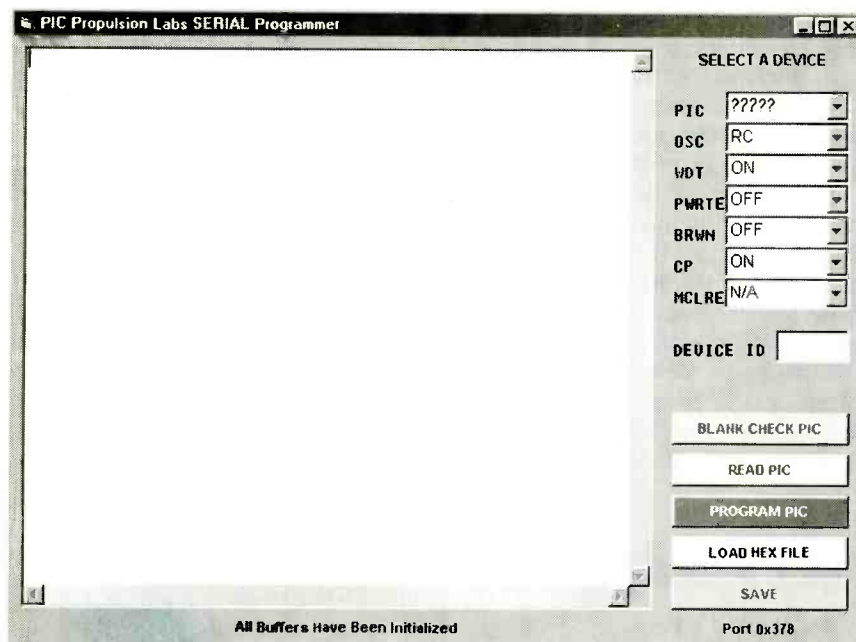 PIC Propulsion Labs SERIAL Programmer
SELECT A DEVICE
PIC ?????
OSC RC
WDT ON
PWRTE OFF
BRWN OFF
CP ON
MCLRE N/A
DEVICE ID
BLANK CHECK PIC
READ PIC
PROGRAM PIC
LOAD HEX FILE
SAVE
All Buffers Have Been Initialized
Port 0x378